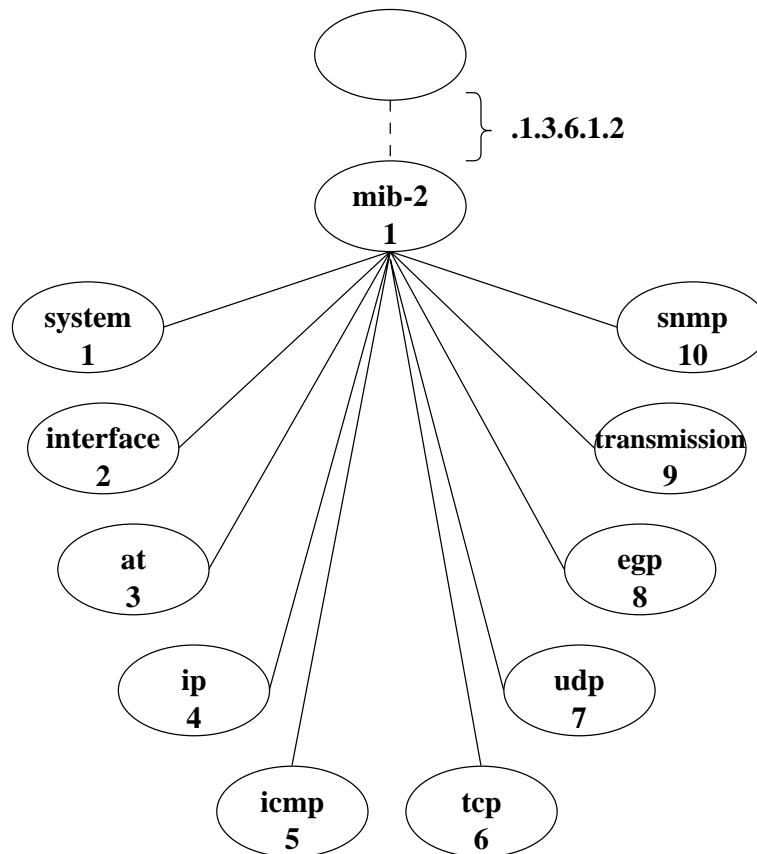 .1.3.6.1.2
mib-2
1
system
1
snmp
10
interface
2
transmission
9
at
3
egp
8
ip
4
udp
7
icmp
5
tcp
6